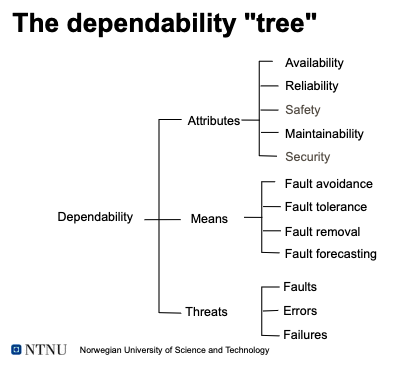 The dependability "tree"
Availability
Reliability
Attributes
Safety
Maintainability
Security
Fault avoidance
Fault tolerance
Dependability
Means
Fault removal
Fault forecasting
Faults
Threats
Errors
Failures
NTNU Norwegian University of Science and Technology